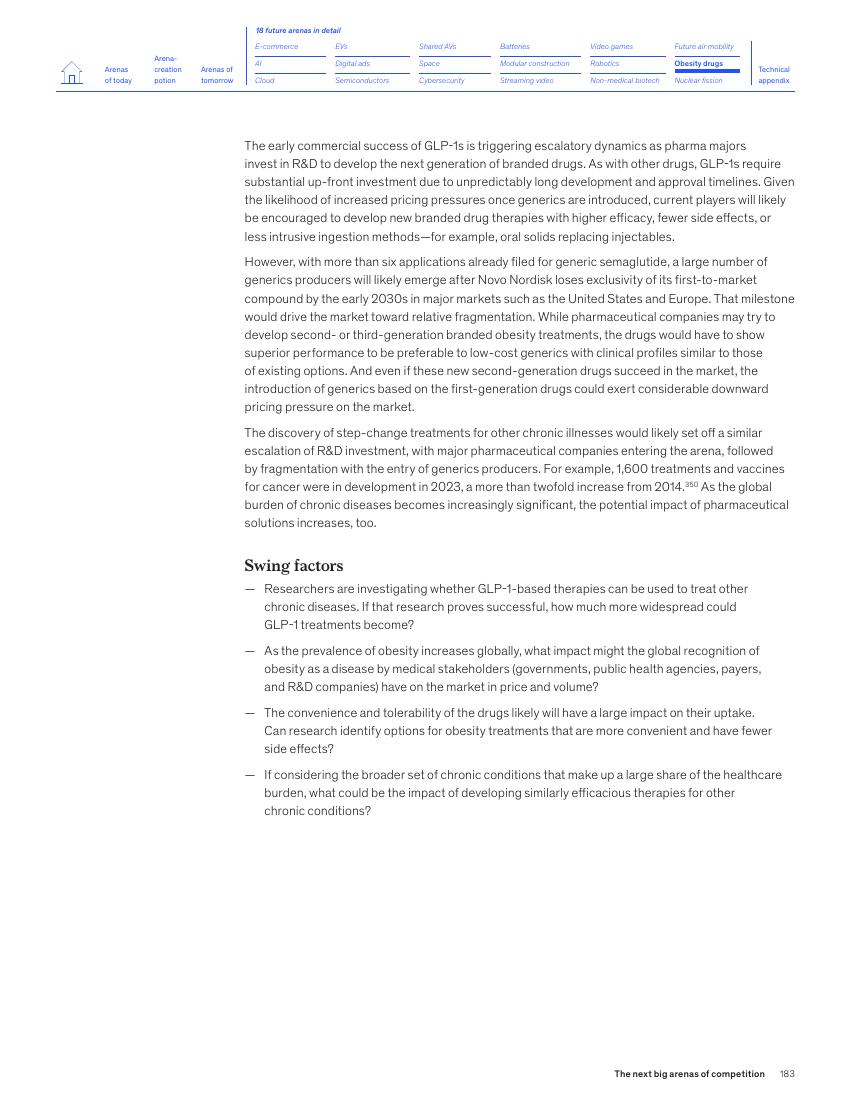 18 future arenas in detail
Arenas
of today
Arena-
creation
potion
Arenas of
tomorrow
E-commerce
EVs
Shared AVs
Batteries
Video games
Future air mobility
AI
Digital ads
Space
Modular construction
Robotics
Obesity drugs
Cloud
Semiconductors
Cybersecurity
Streaming video
Non-medical biotech
Nuclear fission
Technical
appendix
The early commercial success of GLP-1s is triggering escalatory dynamics as pharma majors
invest in R&D to develop the next generation of branded drugs. As with other drugs, GLP-1s require
substantial up-front investment due to unpredictably long development and approval timelines. Given
the likelihood of increased pricing pressures once generics are introduced, current players will likely
be encouraged to develop new branded drug therapies with higher efficacy, fewer side effects, or
less intrusive ingestion methods—for example, oral solids replacing injectables.
However, with more than six applications already filed for generic semaglutide, a large number of
generics producers will likely emerge after Novo Nordisk loses exclusivity of its first-to-market
compound by the early 2030s in major markets such as the United States and Europe. That milestone
would drive the market toward relative fragmentation. While pharmaceutical companies may try to
develop second- or third-generation branded obesity treatments, the drugs would have to show
superior performance to be preferable to low-cost generics with clinical profiles similar to those
of existing options. And even if these new second-generation drugs succeed in the market, the
introduction of generics based on the first-generation drugs could exert considerable downward
pricing pressure on the market.
The discovery of step-change treatments for other chronic illnesses would likely set off a similar
escalation of R&D investment, with major pharmaceutical companies entering the arena, followed
by fragmentation with the entry of generics producers. For example, 1,600 treatments and vaccines
for cancer were in development in 2023, a more than twofold increase from 2014.350 As the global
burden of chronic diseases becomes increasingly significant, the potential impact of pharmaceutical
solutions increases, too.
Swing factors
— Researchers are investigating whether GLP-1-based therapies can be used to treat other
chronic diseases. If that research proves successful, how much more widespread could
GLP-1 treatments become?
— As the prevalence of obesity increases globally, what impact might the global recognition of
obesity as a disease by medical stakeholders (governments, public health agencies, payers,
and R&D companies) have on the market in price and volume?
— The convenience and tolerability of the drugs likely will have a large impact on their uptake.
Can research identify options for obesity treatments that are more convenient and have fewer
side effects?
— If considering the broader set of chronic conditions that make up a large share of the healthcare
burden, what could be the impact of developing similarly efficacious therapies for other
chronic conditions?
The next big arenas of competition 183